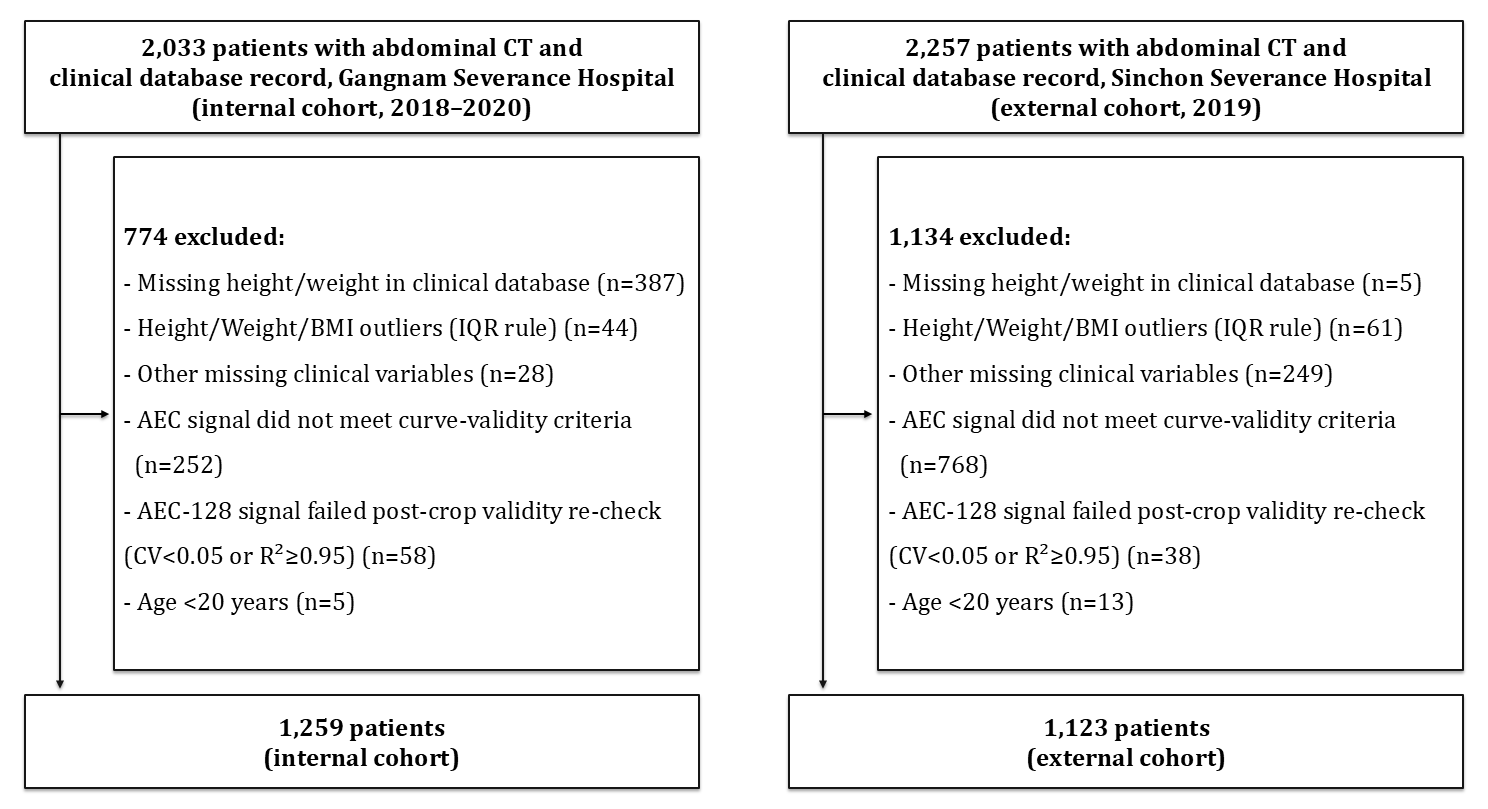 2,033 patients with abdominal CT and
clinical database record, Gangnam Severance Hospital
(internal cohort, 2018–2020)
774 excluded:
- Missing height/weight in clinical database (n=387)
- Height/Weight/BMI outliers (IQR rule) (n=44)
- Other missing clinical variables (n=28)
- AEC signal did not meet curve-validity criteria
(n=252)
- AEC-128 signal failed post-crop validity re-check
(CV<0.05 or R²≥0.95) (n=58)
- Age <20 years (n=5)
1,259 patients
(internal cohort)
2,257 patients with abdominal CT and
clinical database record, Sinchon Severance Hospital
(external cohort, 2019)
1,134 excluded:
- Missing height/weight in clinical database (n=5)
- Height/Weight/BMI outliers (IQR rule) (n=61)
- Other missing clinical variables (n=249)
- AEC signal did not meet curve-validity criteria
(n=768)
- AEC-128 signal failed post-crop validity re-check
(CV<0.05 or R²≥0.95) (n=38)
- Age <20 years (n=13)
1,123 patients
(external cohort)